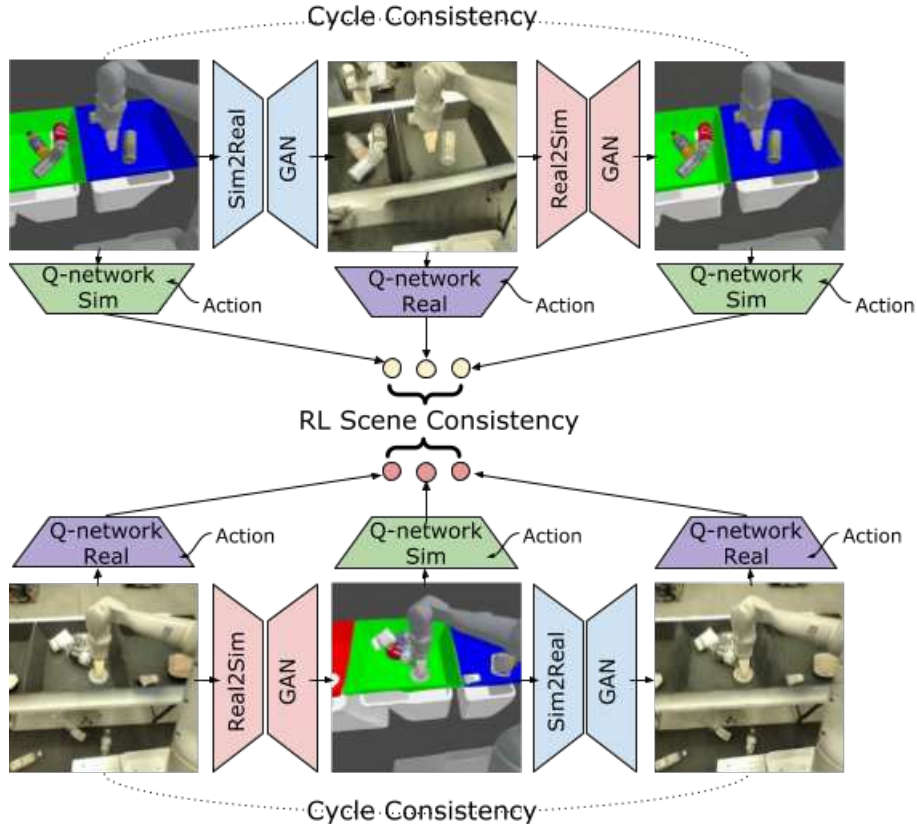 Cycle Consistency
Sim2Real
GAN
Real2Sim
GAN
Q-network
Sim
Action
Q-network
Real
Action
Q-network
Sim
Action
RL Scene Consistency
Q-network
Real
Action
Q-network
Sim
Action
Q-network
Real
Action
Real2Sim
GAN
Sim2Real
GAN
Cycle Consistency